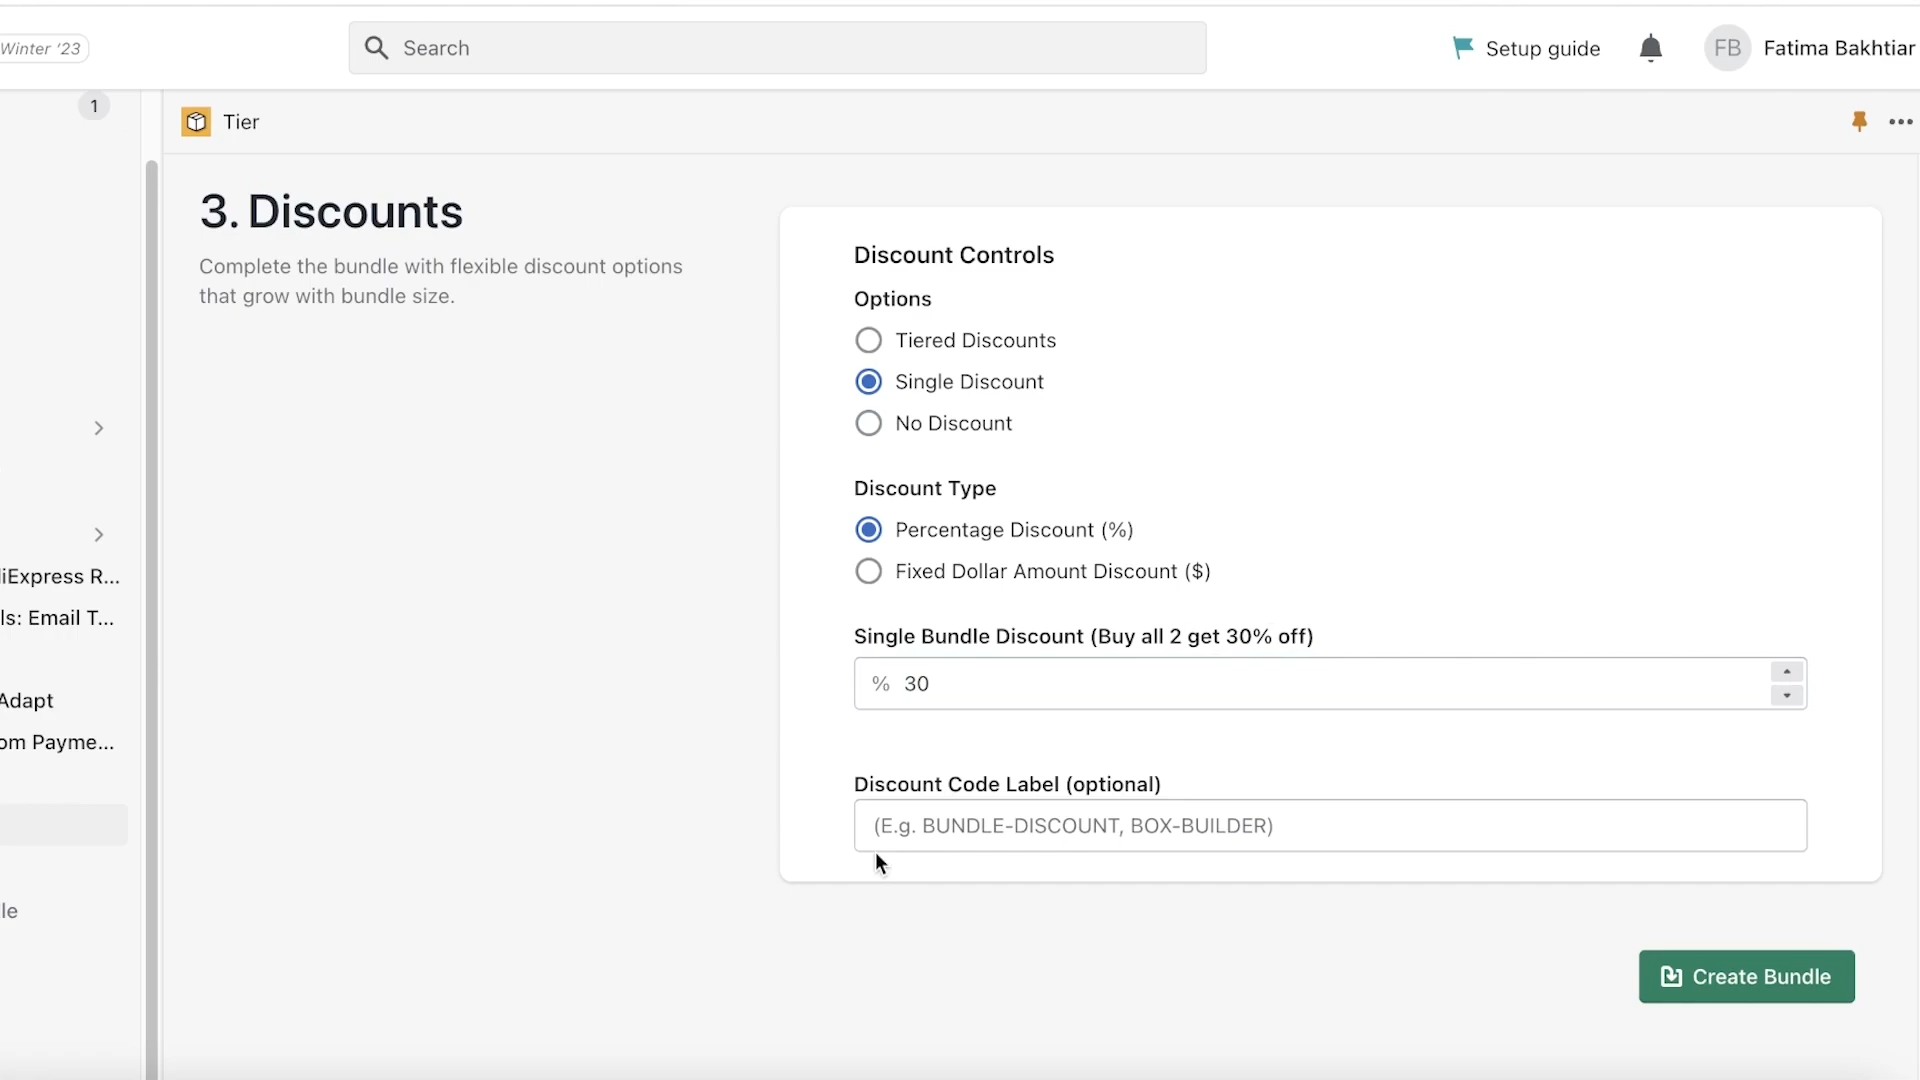 Winter ‘23
Search
Setup guide
FB
Fatima Bakhtiar
1
Tier
3. Discounts
Complete the bundle with flexible discount options
that grow with bundle size.
Discount Controls
Options
Tiered Discounts
Single Discount
No Discount
Discount Type
Percentage Discount (%)
Fixed Dollar Amount Discount ($)
Single Bundle Discount (Buy all 2 get 30% off)
% 30
Discount Code Label (optional)
(E.g. BUNDLE-DISCOUNT, BOX-BUILDER)
Create Bundle
iExpress R...
ls: Email T...
Adapt
om Payme...
le